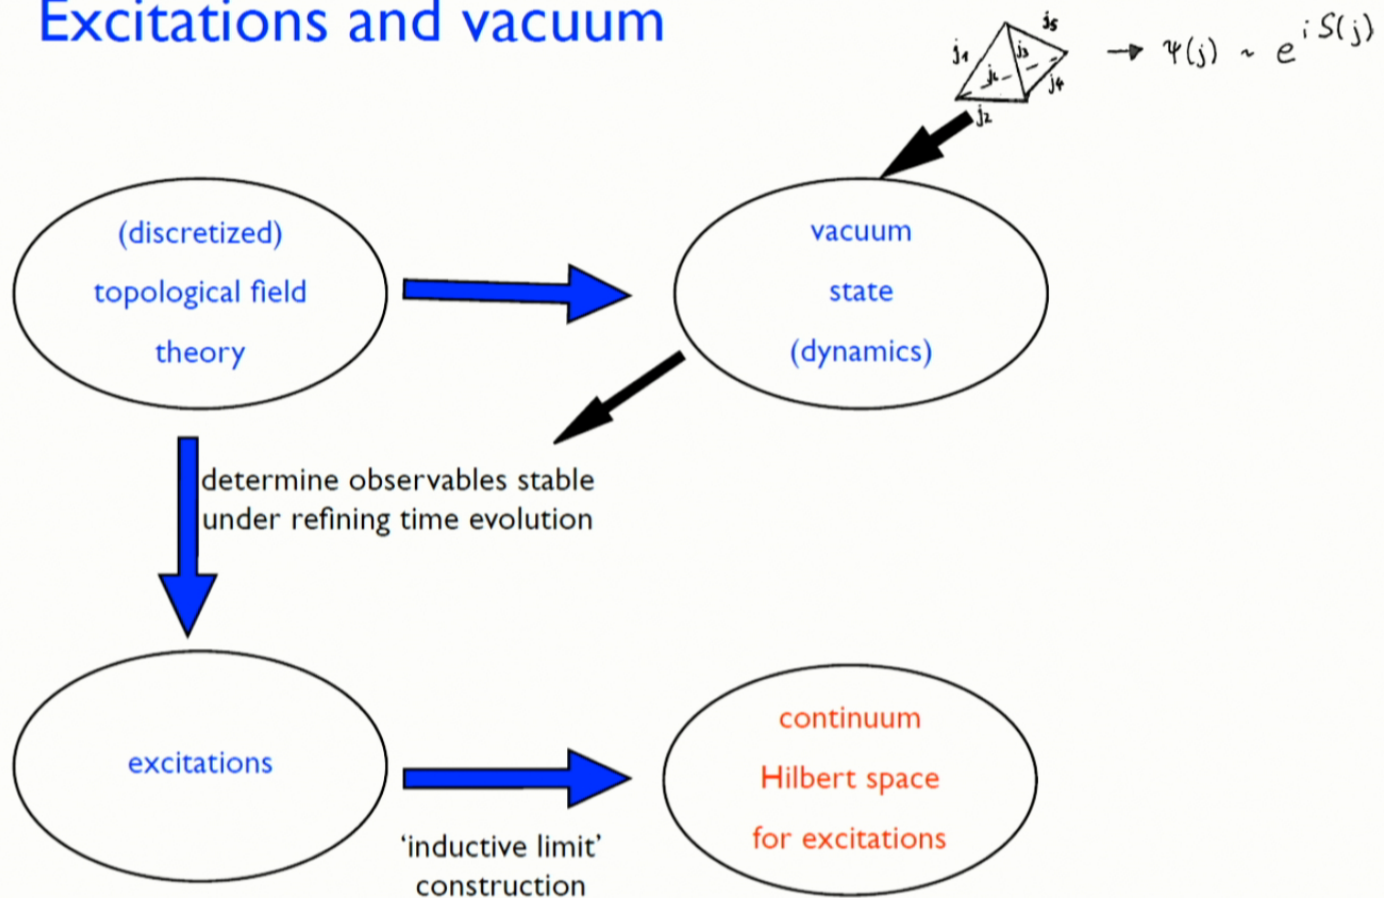 Excitations and vacuum
j1
j5
j3
j6
j4
j2
→ ψ(j) ~ e^{iS(j)}
(discretized)
topological field
theory
vacuum
state
(dynamics)
determine observables stable
under refining time evolution
excitations
'inductive limit'
construction
continuum
Hilbert space
for excitations